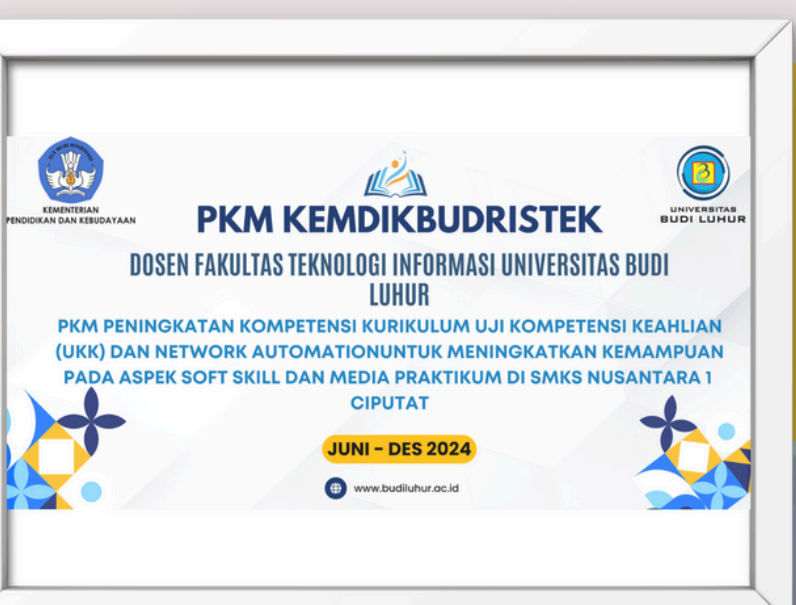 KEMENTERIAN
PENDIDIKAN DAN KEBUDAYAAN
UNIVERSITAS
BUDI LUHUR
PKM KEMDIKBUDRISTEK
DOSEN FAKULTAS TEKNOLOGI INFORMASI UNIVERSITAS BUDI
LUHUR
PKM PENINGKATAN KOMPETENSI KURIKULUM UJI KOMPETENSI KEAHLIAN
(UKK) DAN NETWORK AUTOMATIONUNTUK MENINGKATKAN KEMAMPUAN
PADA ASPEK SOFT SKILL DAN MEDIA PRAKTIKUM DI SMKS NUSANTARA 1
CIPUTAT
JUNI - DES 2024
www.budiluhur.ac.id